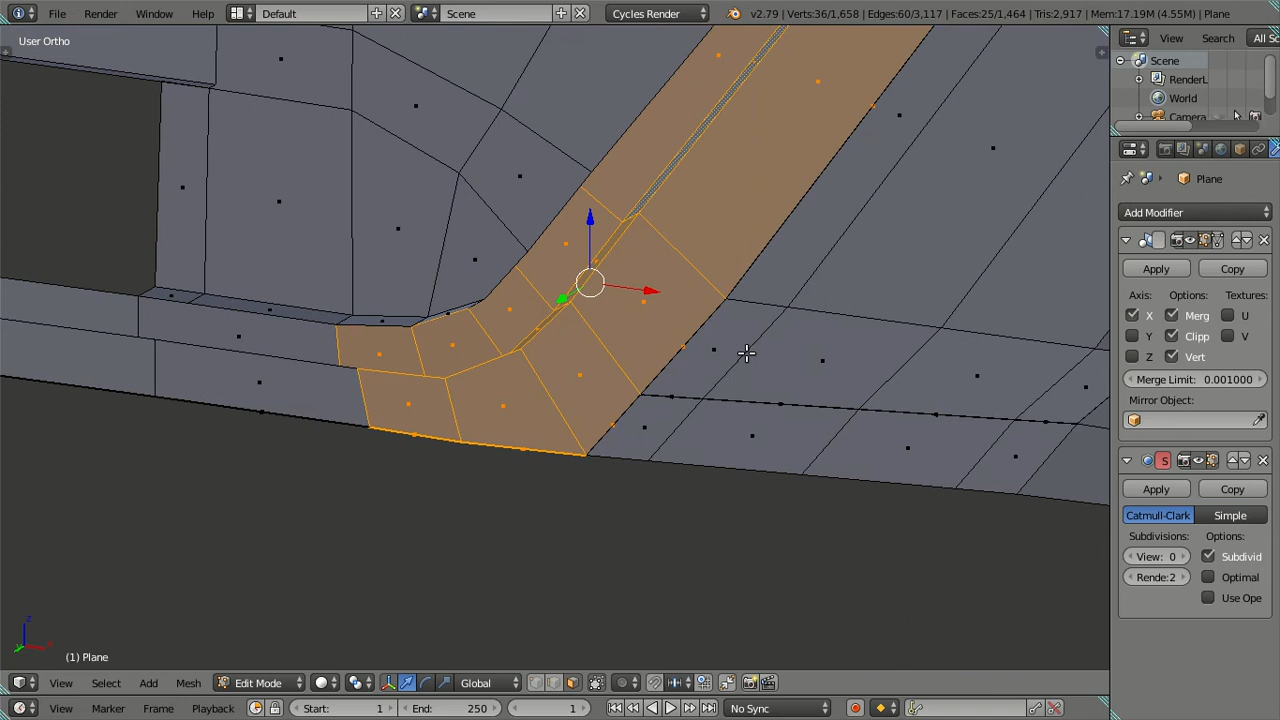 File Render Window Help Default Scene Cycles Render v2.79 | Verts:36/1,658 | Edges:60/3,117 | Faces:25/1,464 | Tris:2,917 | Mem:17.19M (4.55M) | Plane
User Ortho
View Search All Sc
Scene
RenderL
World
Camera
Plane
Add Modifier
Apply Copy
Axis: Options: Textures:
X Merg U
Y Clipp V
Z Vert
Merge Limit: 0.001000
Mirror Object:
S
Apply Copy
Catmull-Clark Simple
Subdivisions: Options:
View: 0 Subdivid
Rende:2 Optimal
Use Ope
z
x
y
(1) Plane
View Select Add Mesh Edit Mode Global
View Marker Frame Playback Start: 1 End: 250 1 No Sync